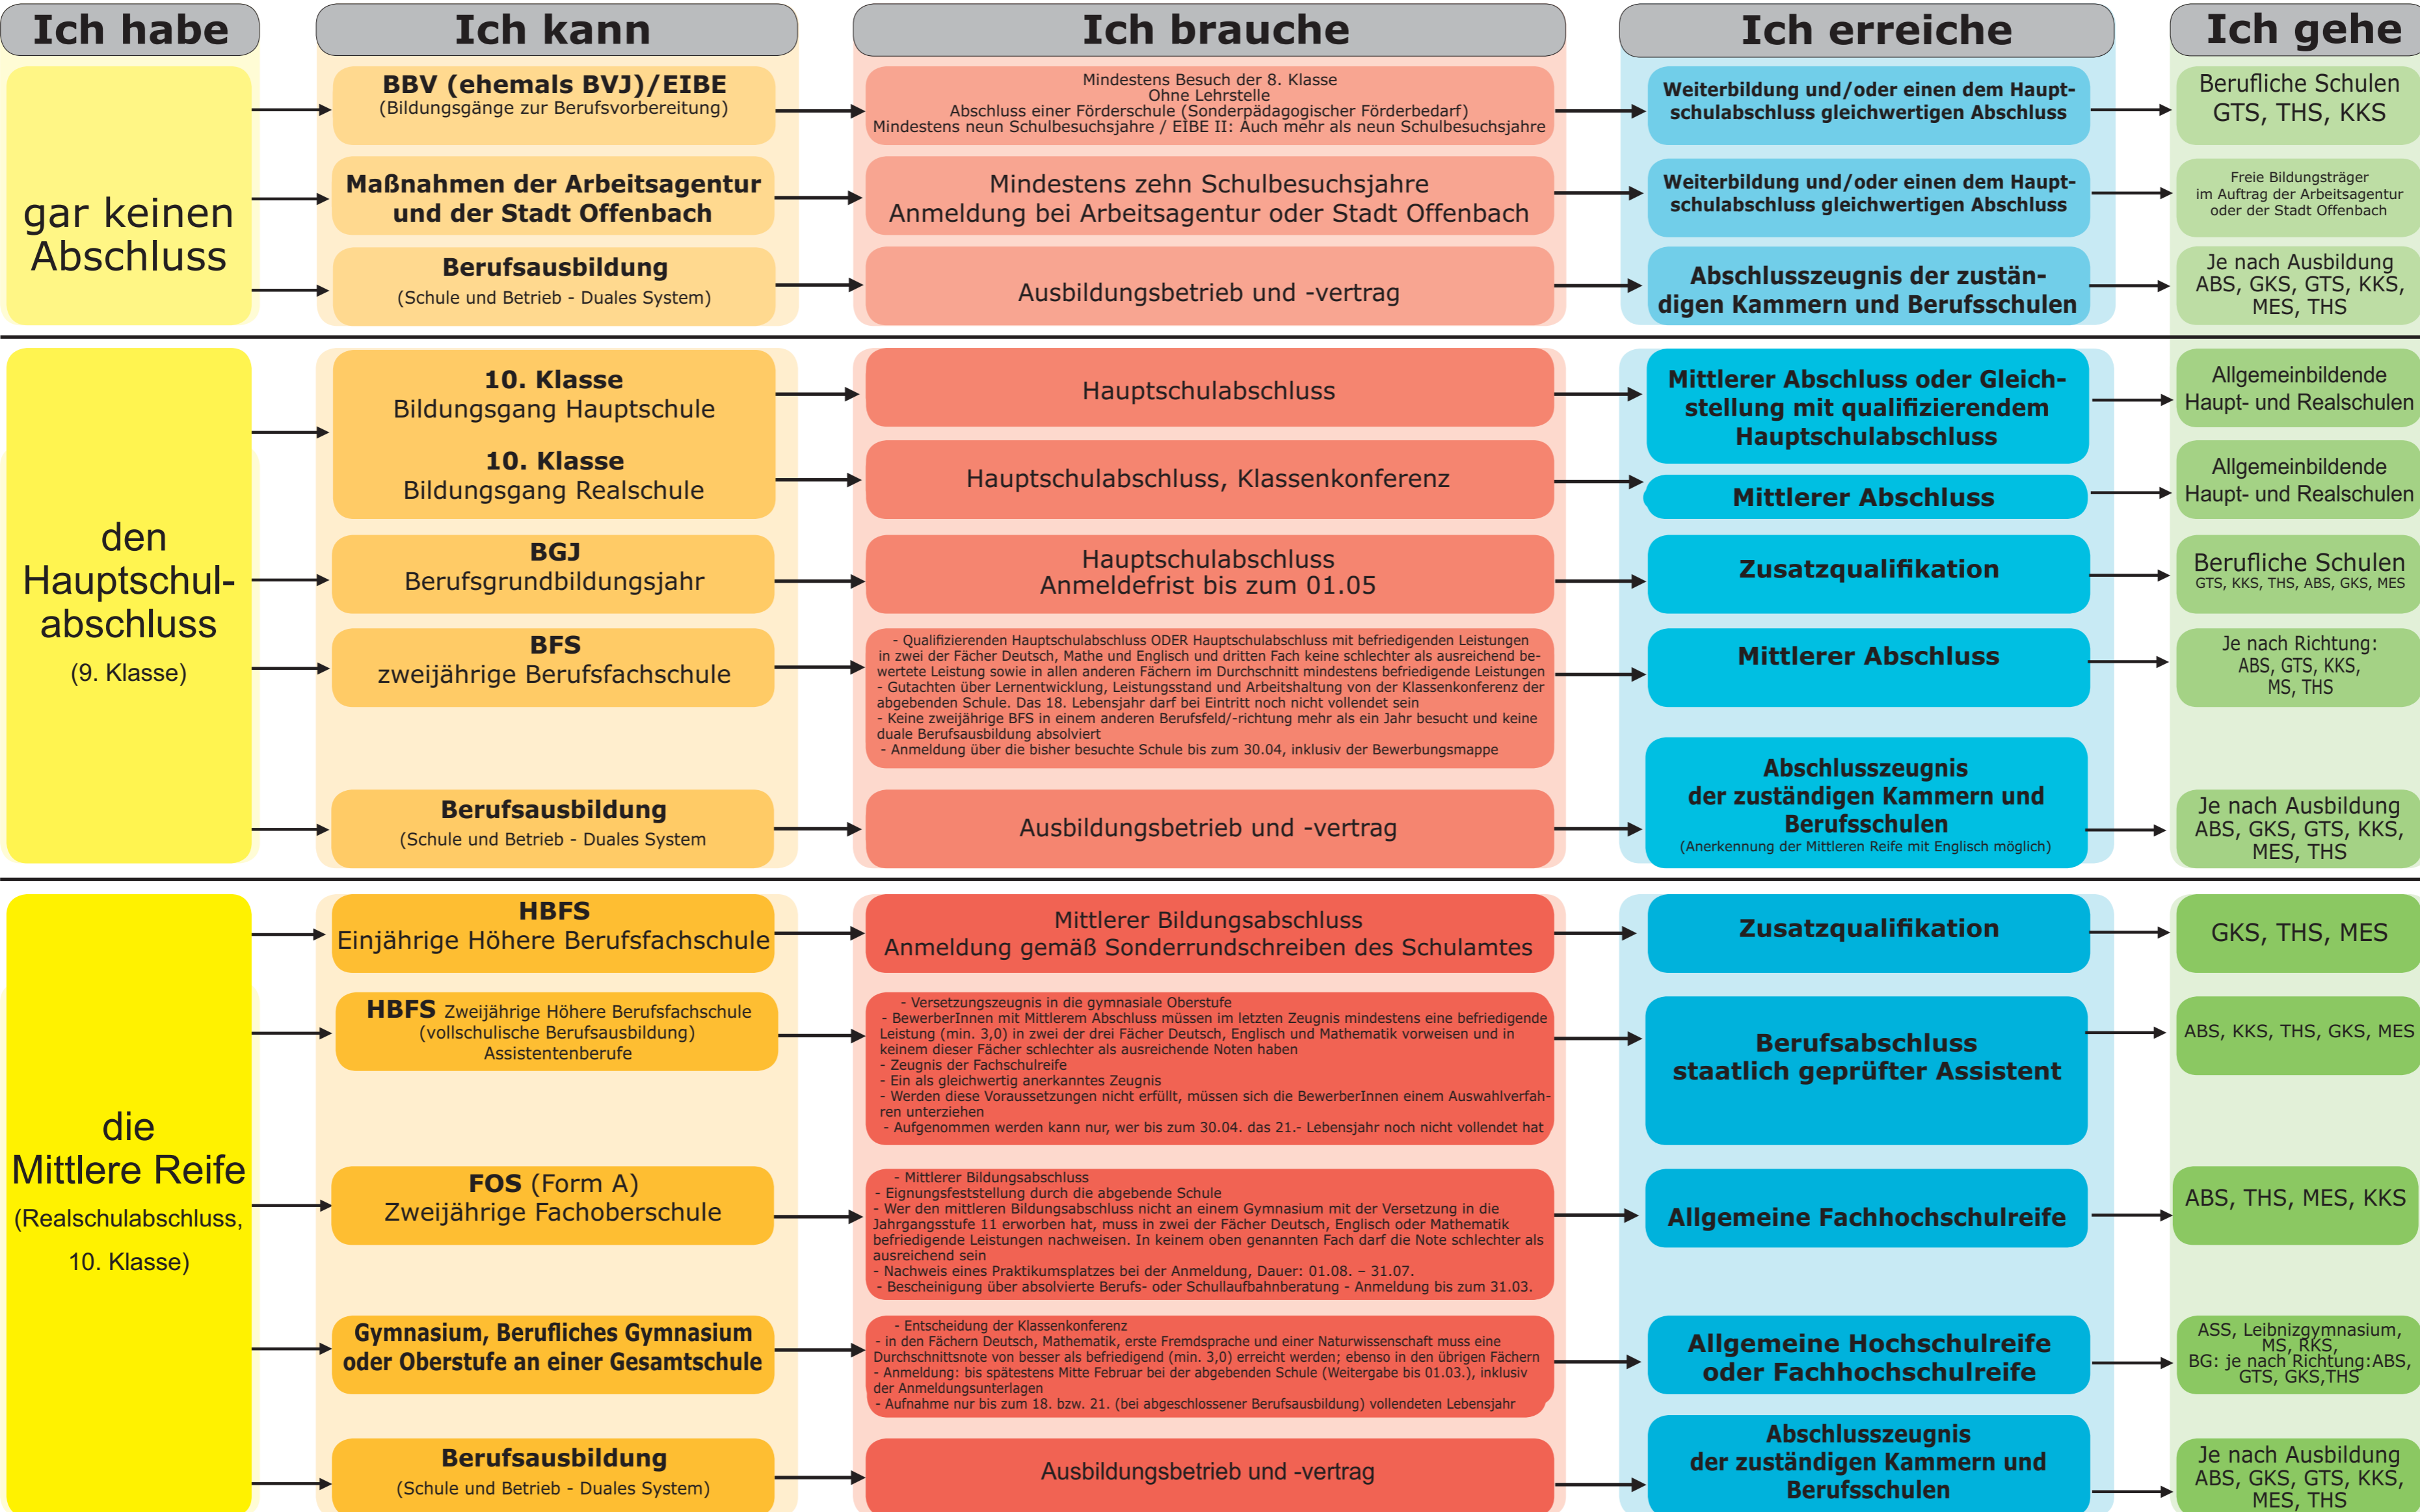 Ich habe
Ich kann
Ich brauche
Ich erreiche
Ich gehe
gar keinen
Abschluss
BBV (ehemals BVJ)/EIBE
(Bildungsgänge zur Berufsvorbereitung)
Mindestens Besuch der 8. Klasse
Ohne Lehrstelle
Abschluss einer Förderschule (Sonderpädagogischer Förderbedarf)
Mindestens neun Schulbesuchsjahre / EIBE II: Auch mehr als neun Schulbesuchsjahre
Weiterbildung und/oder einen dem Haupt-
schulabschluss gleichwertigen Abschluss
Berufliche Schulen
GTS, THS, KKS
Maßnahmen der Arbeitsagentur
und der Stadt Offenbach
Mindestens zehn Schulbesuchsjahre
Anmeldung bei Arbeitsagentur oder Stadt Offenbach
Weiterbildung und/oder einen dem Haupt-
schulabschluss gleichwertigen Abschluss
Freie Bildungsträger
im Auftrag der Arbeitsagentur
oder der Stadt Offenbach
Berufsausbildung
(Schule und Betrieb - Duales System)
Ausbildungsbetrieb und -vertrag
Abschlusszeugnis der zustän-
digen Kammern und Berufsschulen
Je nach Ausbildung
ABS, GKS, GTS, KKS,
MES, THS
den
Hauptschul-
abschluss
(9. Klasse)
10. Klasse
Bildungsgang Hauptschule
Hauptschulabschluss
Mittlerer Abschluss oder Gleich-
stellung mit qualifizierendem
Hauptschulabschluss
Allgemeinbildende
Haupt- und Realschulen
10. Klasse
Bildungsgang Realschule
Hauptschulabschluss, Klassenkonferenz
Mittlerer Abschluss
Allgemeinbildende
Haupt- und Realschulen
BGJ
Berufsgrundbildungsjahr
Hauptschulabschluss
Anmeldefrist bis zum 01.05
Zusatzqualifikation
Berufliche Schulen
GTS, KKS, THS, ABS, GKS, MES
BFS
zweijährige Berufsfachschule
- Qualifizierenden Hauptschulabschluss ODER Hauptschulabschluss mit befriedigenden Leistungen
in zwei der Fächer Deutsch, Mathe und Englisch und dritten Fach keine schlechter als ausreichend be-
wertete Leistung sowie in allen anderen Fächern im Durchschnitt mindestens befriedigende Leistungen
- Gutachten über Lernentwicklung, Leistungsstand und Arbeitshaltung von der Klassenkonferenz der
abgebenden Schule. Das 18. Lebensjahr darf bei Eintritt noch nicht vollendet sein
- Keine zweijährige BFS in einem anderen Berufsfeld/-richtung mehr als ein Jahr besucht und keine
duale Berufsausbildung absolviert
- Anmeldung über die bisher besuchte Schule bis zum 30.04, inklusiv der Bewerbungsmappe
Mittlerer Abschluss
Je nach Richtung:
ABS, GTS, KKS,
MS, THS
Berufsausbildung
(Schule und Betrieb - Duales System
Ausbildungsbetrieb und -vertrag
Abschlusszeugnis
der zuständigen Kammern und
Berufsschulen
(Anerkennung der Mittleren Reife mit Englisch möglich)
Je nach Ausbildung
ABS, GKS, GTS, KKS,
MES, THS
die
Mittlere Reife
(Realschulabschluss,
10. Klasse)
HBFS
Einjährige Höhere Berufsfachschule
Mittlerer Bildungsabschluss
Anmeldung gemäß Sonderrundschreiben des Schulamtes
Zusatzqualifikation
GKS, THS, MES
HBFS Zweijährige Höhere Berufsfachschule
(vollschulische Berufsausbildung)
Assistentenberufe
- Versetzungszeugnis in die gymnasiale Oberstufe
- BewerberInnen mit Mittlerem Abschluss müssen im letzten Zeugnis mindestens eine befriedigende
Leistung (min. 3,0) in zwei der drei Fächer Deutsch, Englisch und Mathematik vorweisen und in
keinem dieser Fächer schlechter als ausreichende Noten haben
- Zeugnis der Fachschulreife
- Ein als gleichwertig anerkanntes Zeugnis
- Werden diese Voraussetzungen nicht erfüllt, müssen sich die BewerberInnen einem Auswahlverfah-
ren unterziehen
- Aufgenommen werden kann nur, wer bis zum 30.04. das 21.- Lebensjahr noch nicht vollendet hat
Berufsabschluss
staatlich geprüfter Assistent
ABS, KKS, THS, GKS, MES
FOS (Form A)
Zweijährige Fachoberschule
- Mittlerer Bildungsabschluss
- Eignungsfeststellung durch die abgebende Schule
- Wer den mittleren Bildungsabschluss nicht an einem Gymnasium mit der Versetzung in die
Jahrgangsstufe 11 erworben hat, muss in zwei der Fächer Deutsch, Englisch oder Mathematik
befriedigende Leistungen nachweisen. In keinem oben genannten Fach darf die Note schlechter als
ausreichend sein
- Nachweis eines Praktikumsplatzes bei der Anmeldung, Dauer: 01.08. – 31.07.
- Bescheinigung über absolvierte Berufs- oder Schullaufbahnberatung - Anmeldung bis zum 31.03.
Allgemeine Fachhochschulreife
ABS, THS, MES, KKS
Gymnasium, Berufliches Gymnasium
oder Oberstufe an einer Gesamtschule
- Entscheidung der Klassenkonferenz
- in den Fächern Deutsch, Mathematik, erste Fremdsprache und einer Naturwissenschaft muss eine
Durchschnittsnote von besser als befriedigend (min. 3,0) erreicht werden; ebenso in den übrigen Fächern
- Anmeldung: bis spätestens Mitte Februar bei der abgebenden Schule (Weitergabe bis 01.03.), inklusiv
der Anmeldungsunterlagen
- Aufnahme nur bis zum 18. bzw. 21. (bei abgeschlossener Berufsausbildung) vollendeten Lebensjahr
Allgemeine Hochschulreife
oder Fachhochschulreife
ASS, Leibnizgymnasium,
MS, RKS,
BG: je nach Richtung:ABS,
GTS, GKS,THS
Berufsausbildung
(Schule und Betrieb - Duales System)
Ausbildungsbetrieb und -vertrag
Abschlusszeugnis
der zuständigen Kammern und
Berufsschulen
Je nach Ausbildung
ABS, GKS, GTS, KKS,
MES, THS